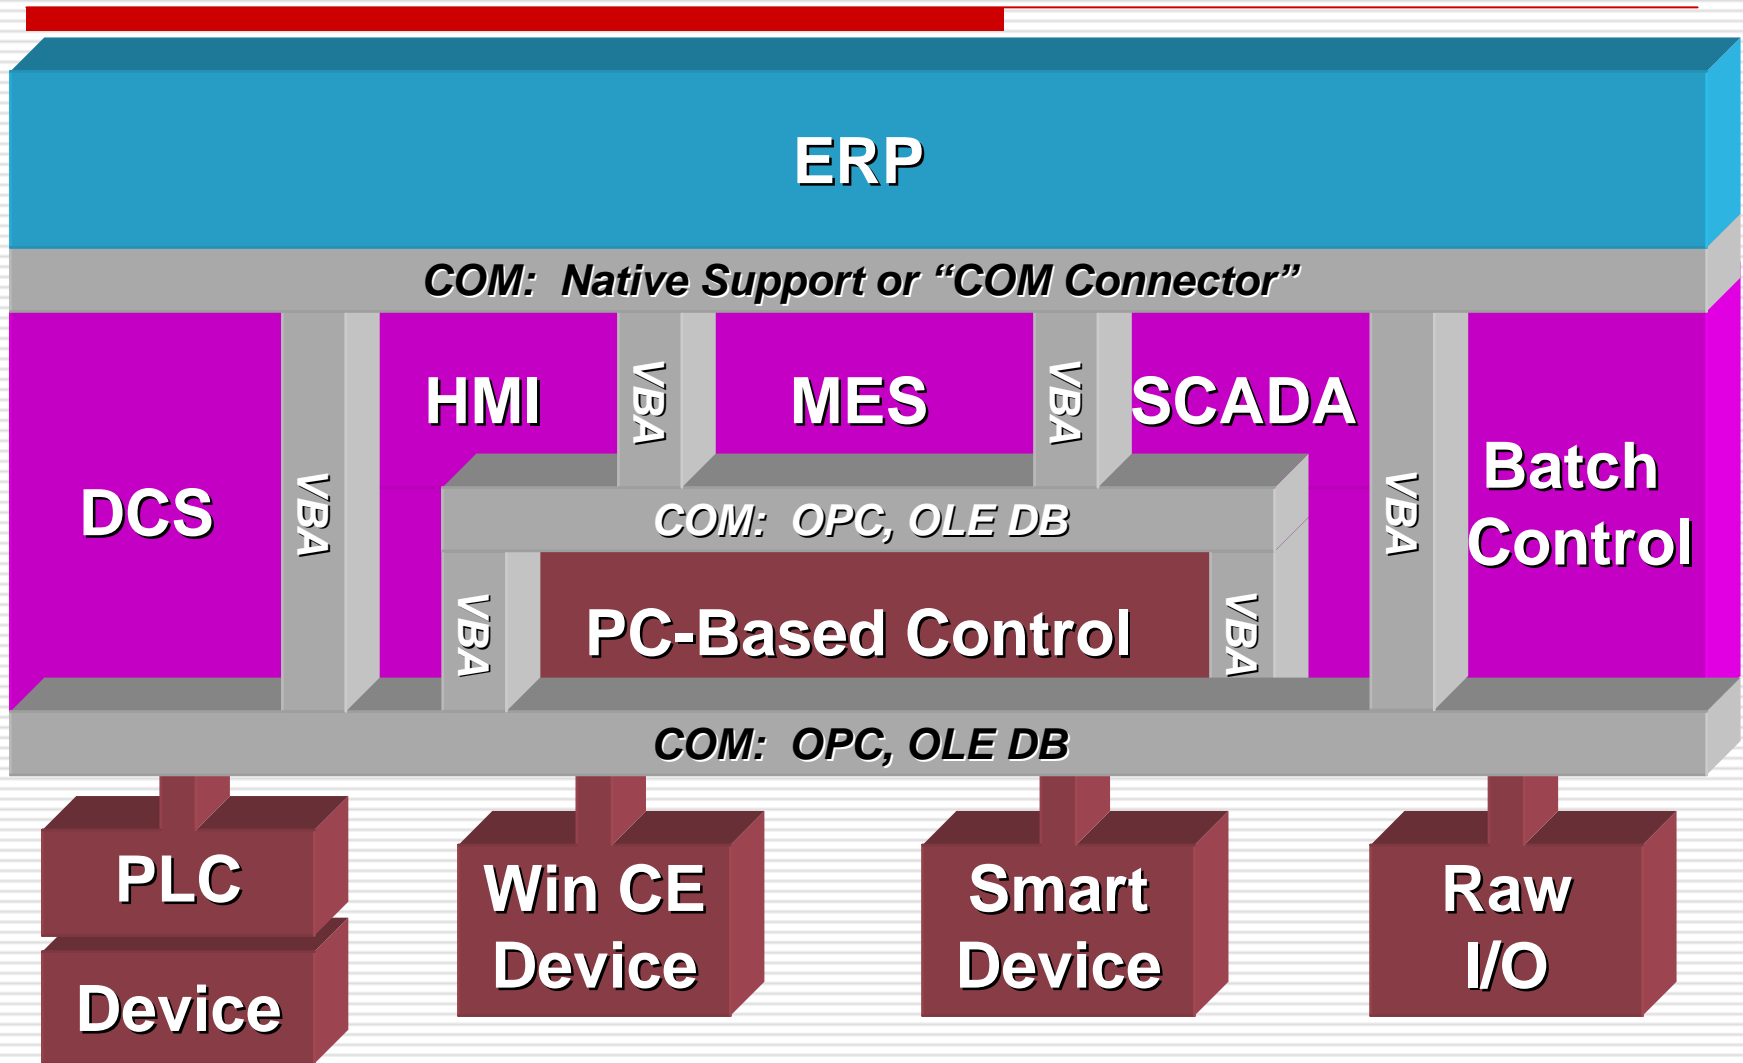 ERP
COM: Native Support or “COM Connector”
DCS
VBA
HMI
VBA
MES
VBA
SCADA
VBA
Batch
Control
COM: OPC, OLE DB
VBA
PC-Based Control
VBA
COM: OPC, OLE DB
PLC
Device
Win CE
Device
Smart
Device
Raw
I/O